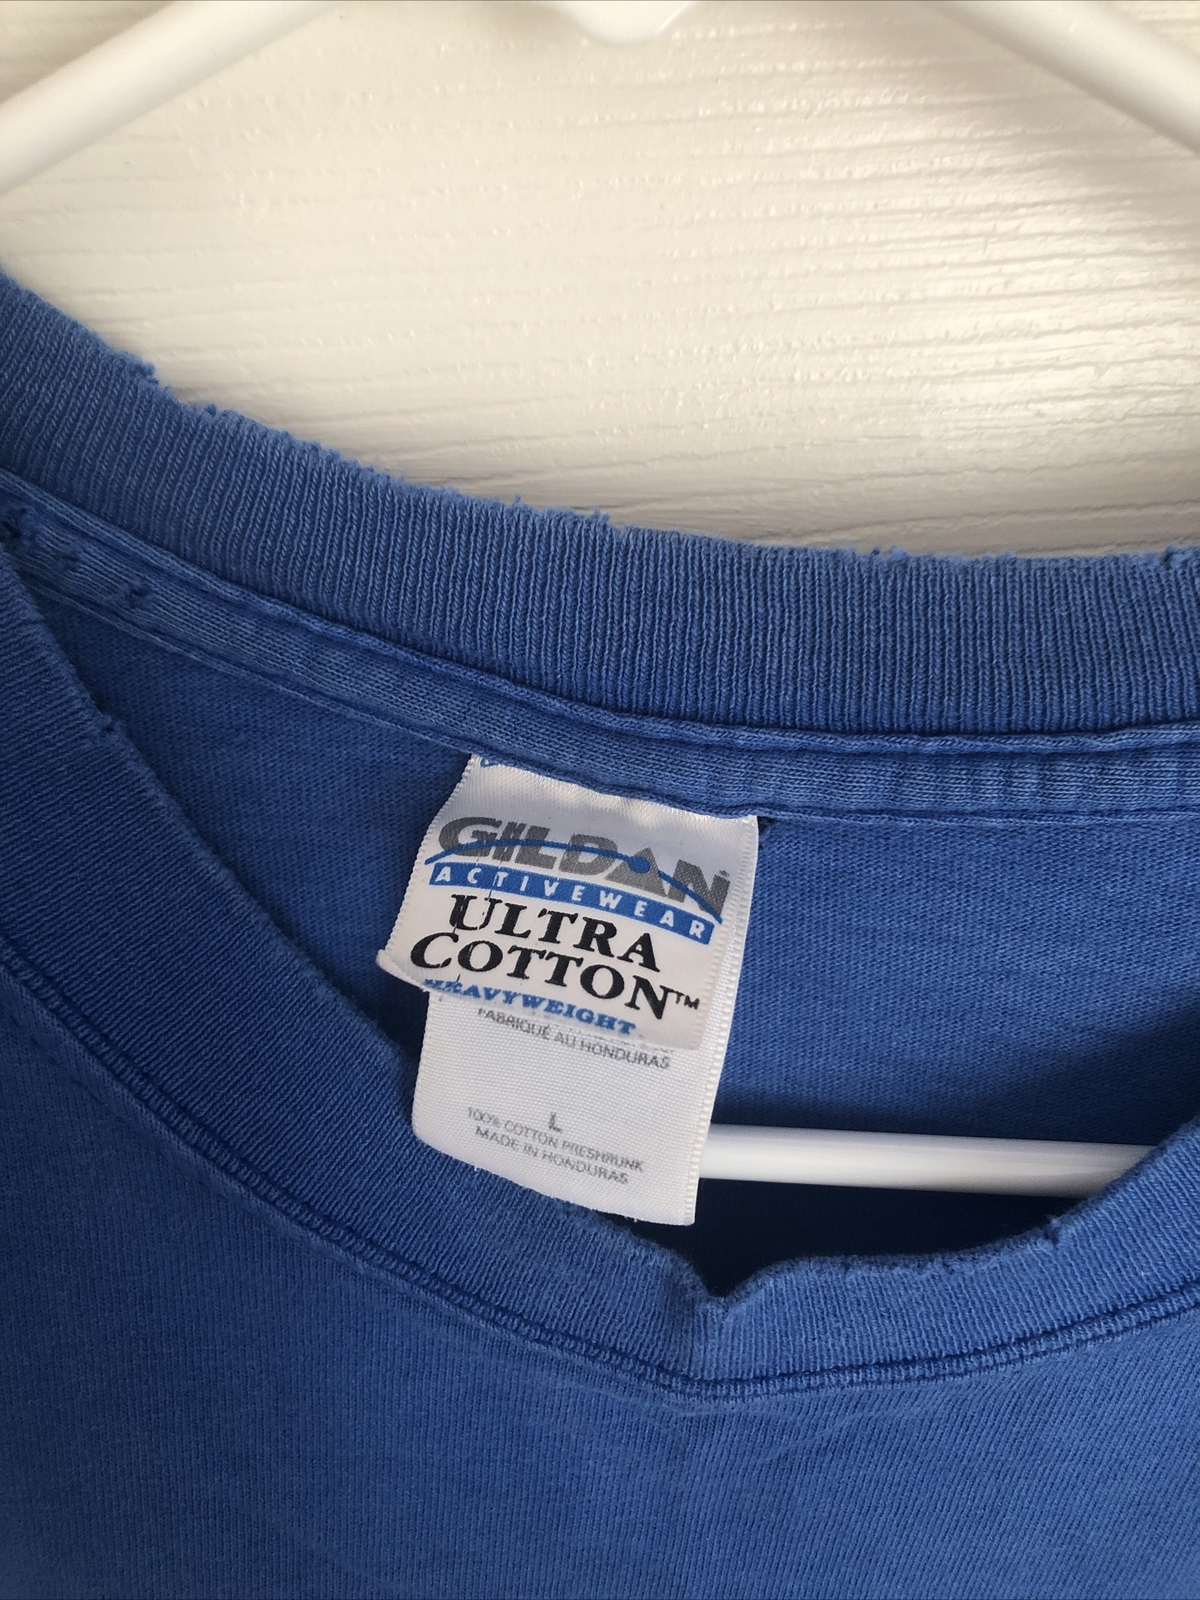 GILDAN
ACTIVEWEAR
ULTRA
COTTON™
HEAVYWEIGHT
FABRIQUÉ AU HONDURAS
L
100% COTTON PRESHRUNK
MADE IN HONDURAS